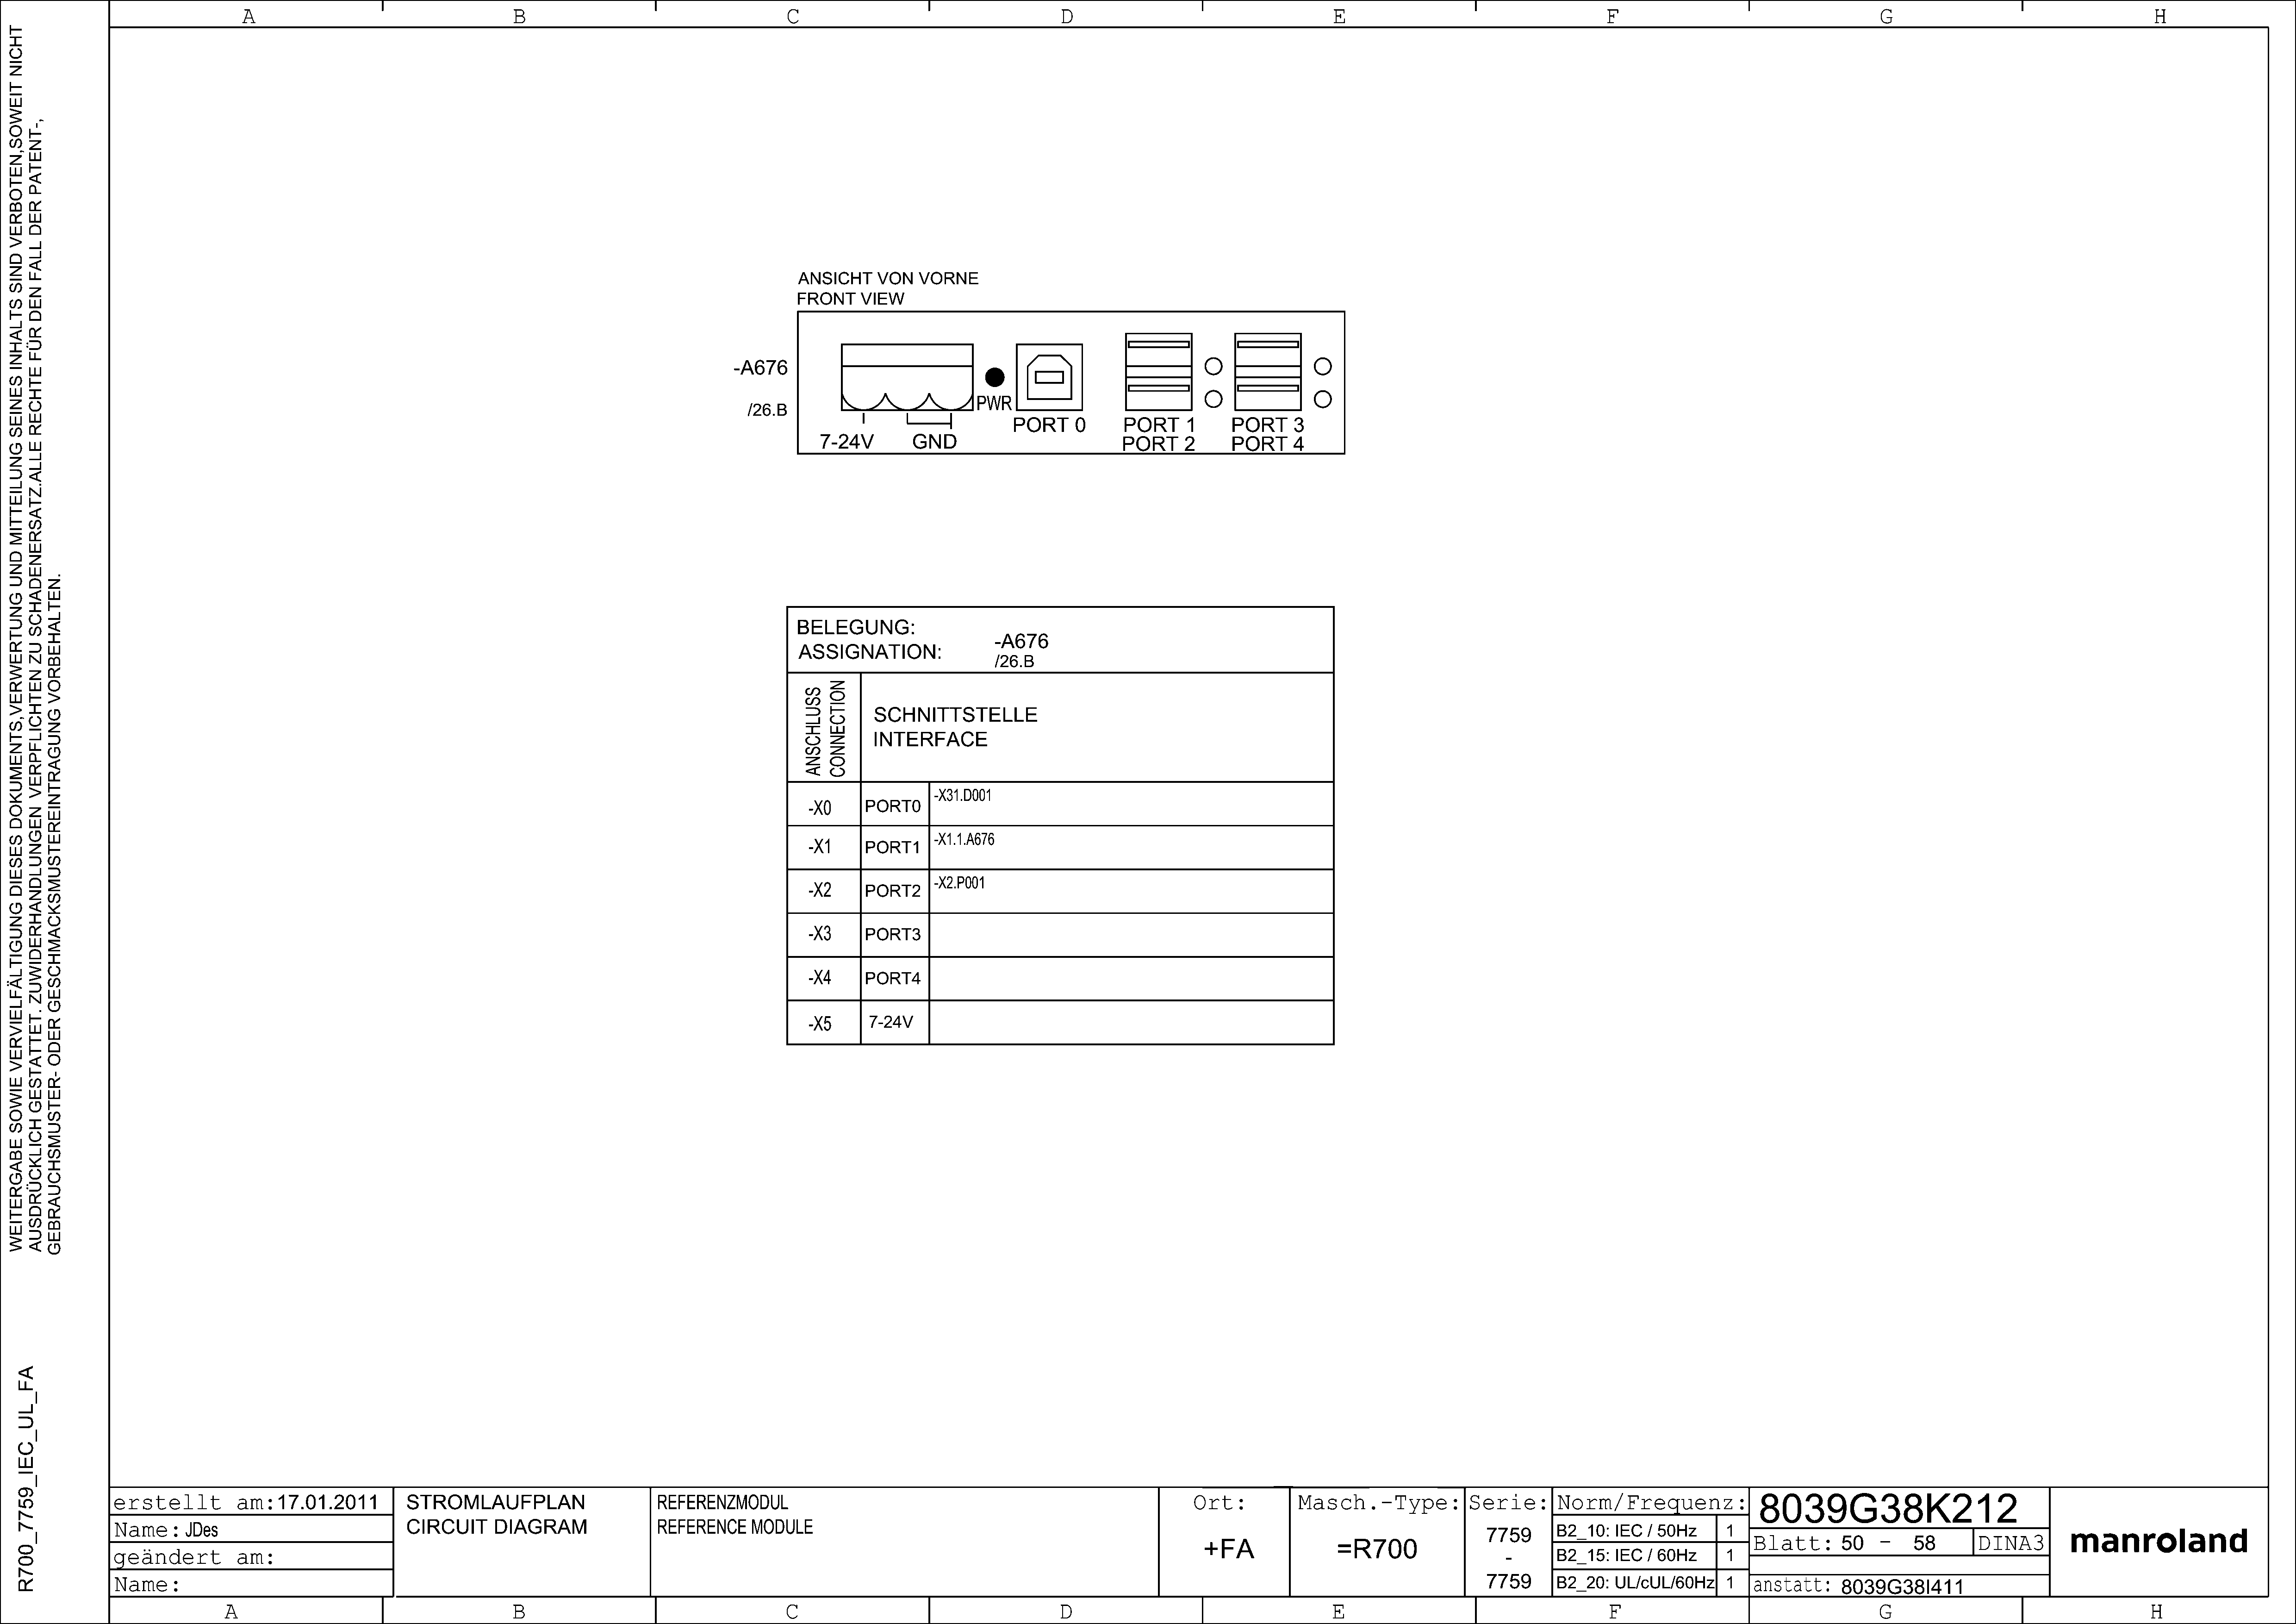 A B C D E F G H
WEITERGABE SOWIE VERVIELFÄLTIGUNG DIESES DOKUMENTS,VERWERTUNG UND MITTEILUNG SEINES INHALTS SIND VERBOTEN,SOWEIT NICHT
AUSDRÜCKLICH GESTATTET. ZUWIDERHANDLUNGEN VERPFLICHTEN ZU SCHADENERSATZ.ALLE RECHTE FÜR DEN FALL DER PATENT-,
GEBRAUCHSMUSTER- ODER GESCHMACKSMUSTEREINTRAGUNG VORBEHALTEN.
R700_7759_IEC_UL_FA
ANSICHT VON VORNE
FRONT VIEW
-A676
/26.B
PWR
7-24V GND
PORT 0
PORT 1
PORT 2
PORT 3
PORT 4
BELEGUNG:
ASSIGNATION:
-A676
/26.B
ANSCHLUSS
CONNECTION
SCHNITTSTELLE
INTERFACE
-X0 PORT0 -X31.D001
-X1 PORT1 -X1.1.A676
-X2 PORT2 -X2.P001
-X3 PORT3
-X4 PORT4
-X5 7-24V
erstellt am:17.01.2011
Name: JDes
geändert am:
Name:
STROMLAUFPLAN
CIRCUIT DIAGRAM
REFERENZMODUL
REFERENCE MODULE
Ort:
+FA
Masch.-Type:
=R700
Serie:
7759
-
7759
Norm/Frequenz:
B2_10: IEC / 50Hz 1
B2_15: IEC / 60Hz 1
B2_20: UL/cUL/60Hz 1
8039G38K212
Blatt: 50 - 58 DINA3
anstatt: 8039G38I411
manroland
A B C D E F G H